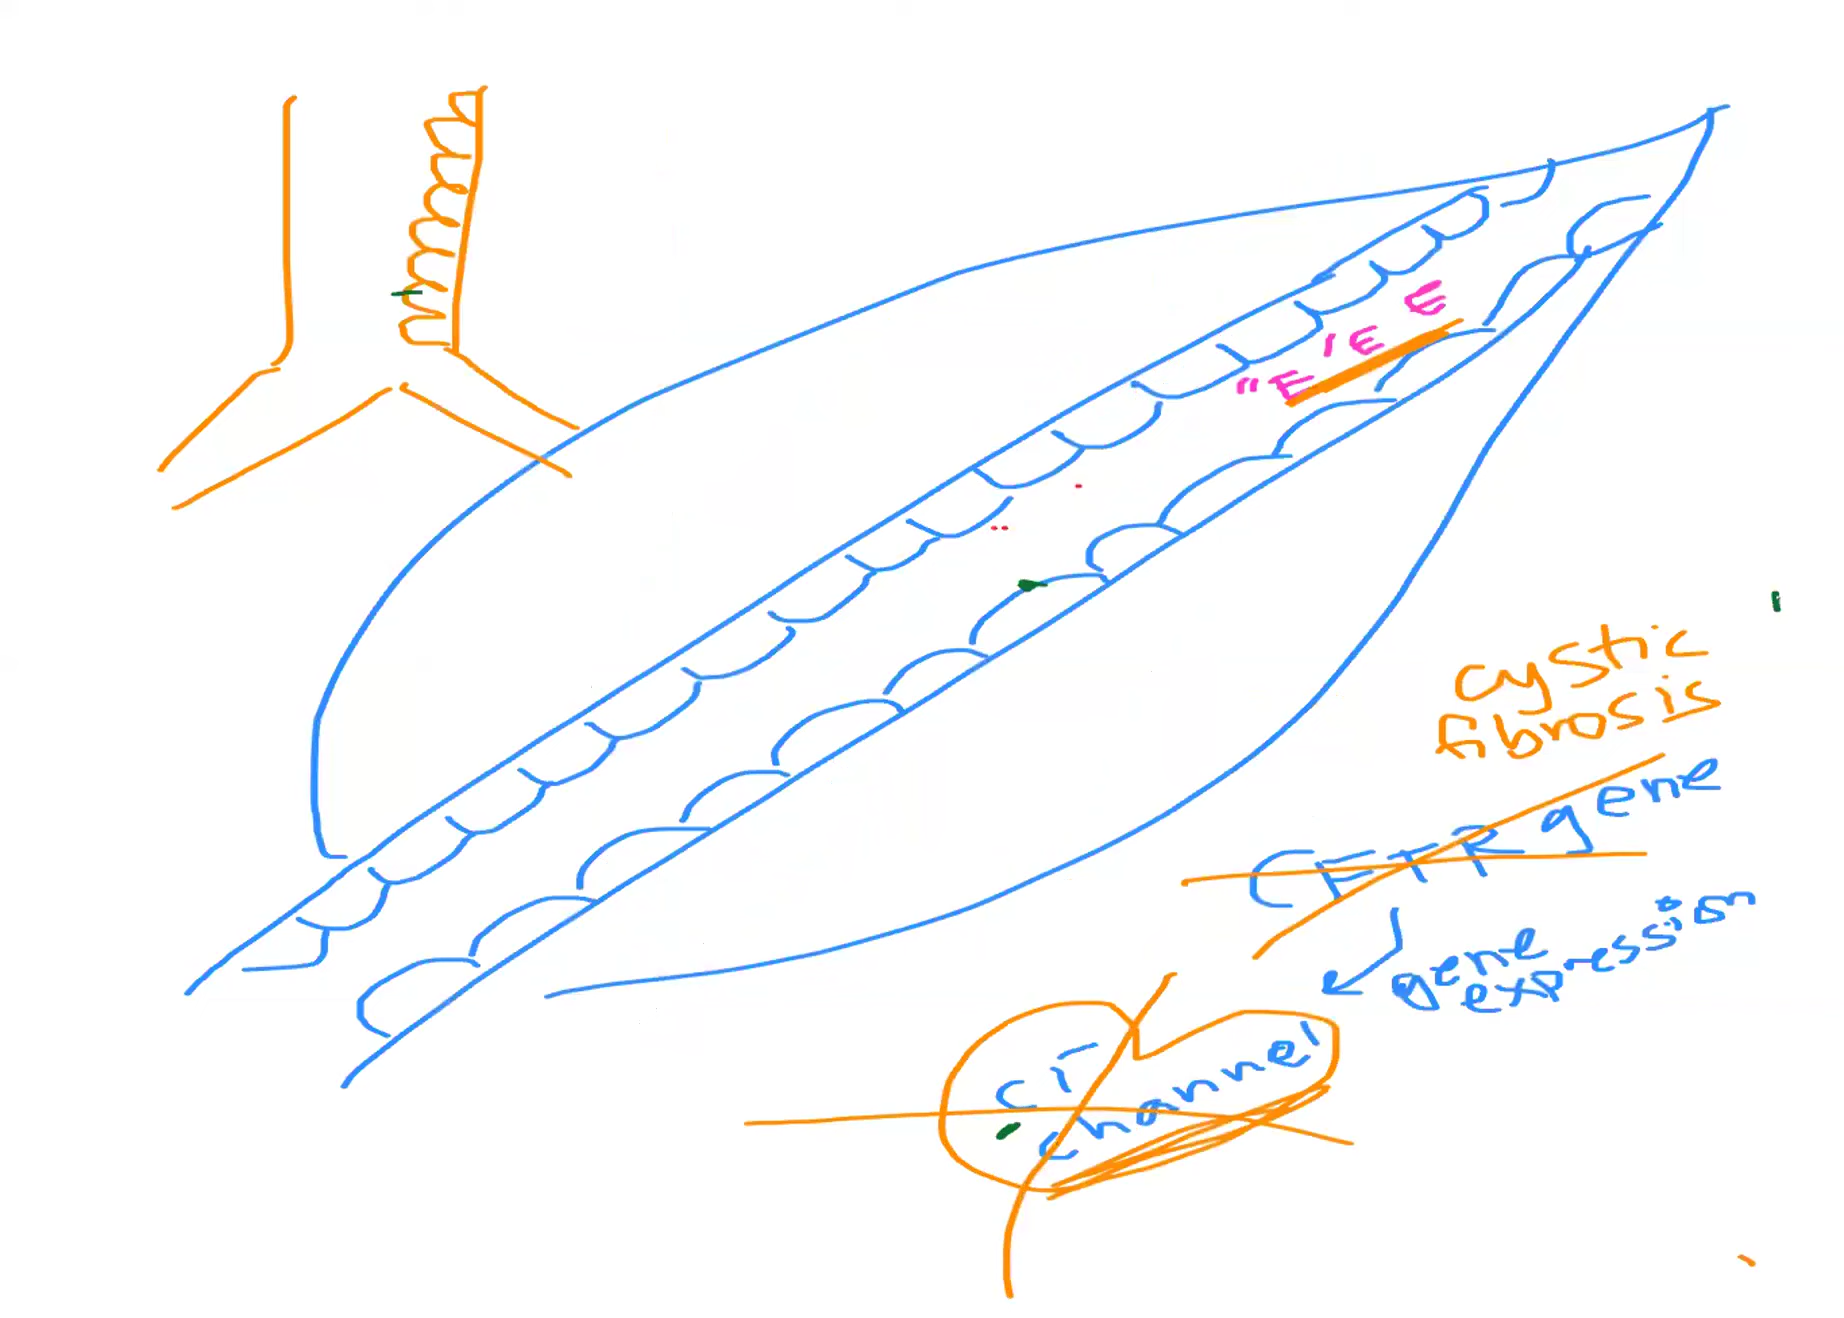 E
' E
" E
cystic
fibrosis
CFTR gene
gene
expression
Cl⁻
channel